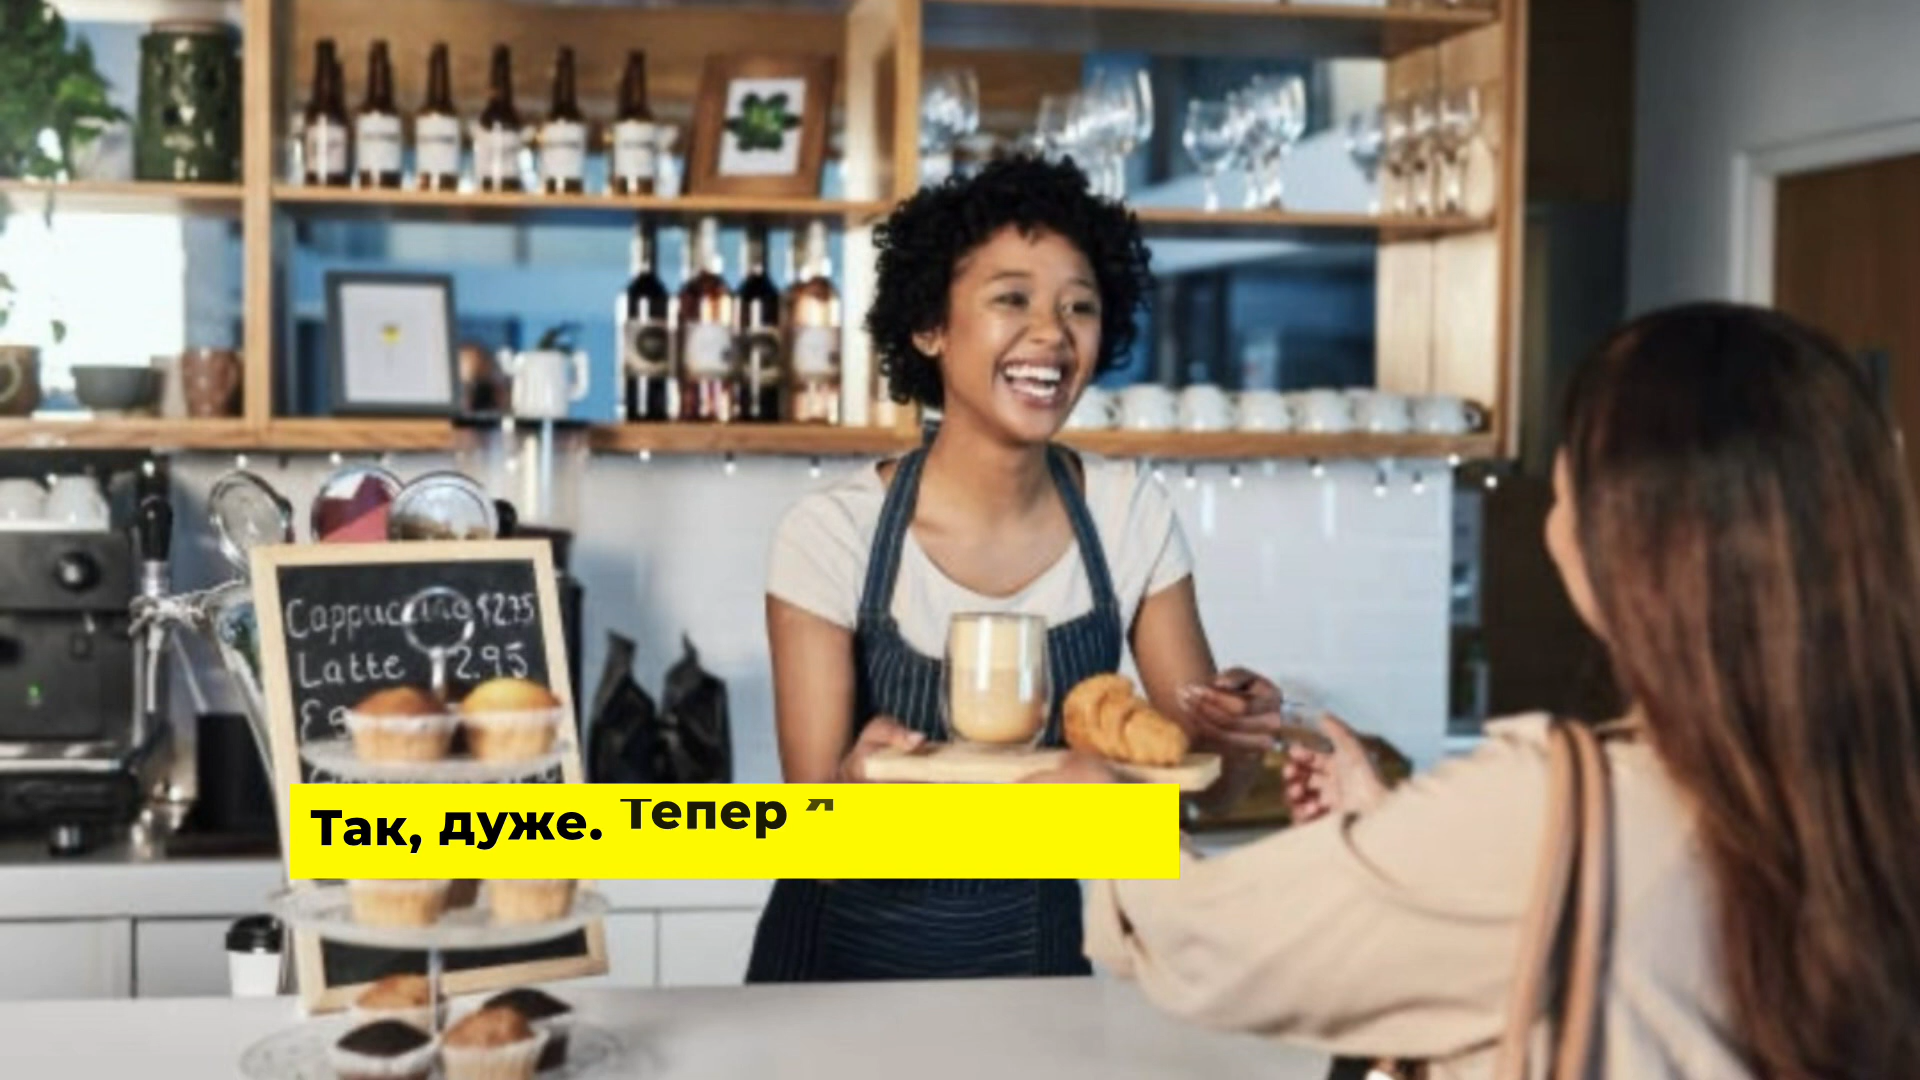 Cappuccino $2.75
Latte 2.95
Так, дуже. Тепер